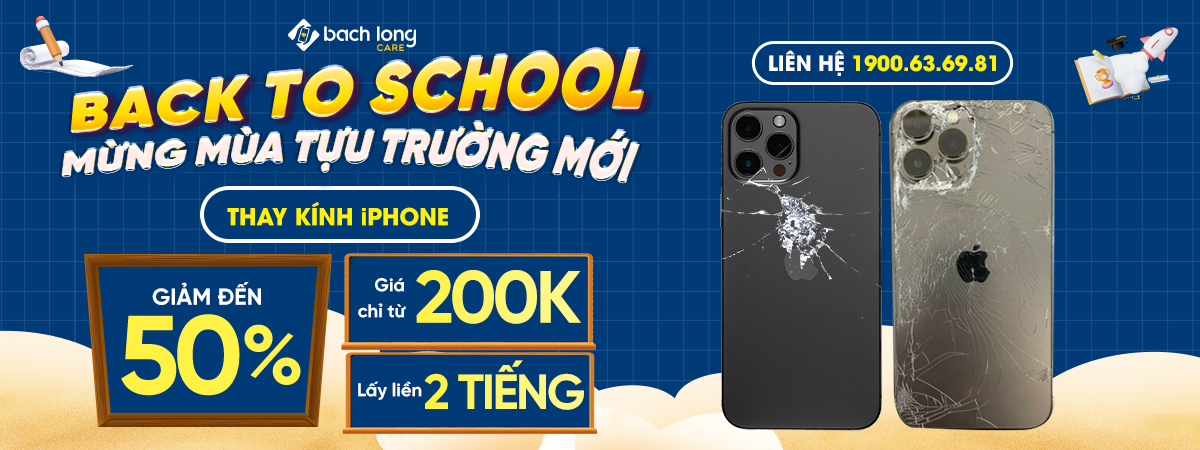 bach long
CARE
BACK TO SCHOOL
MỪNG MÙA TỰU TRƯỜNG MỚI
THAY KÍNH iPHONE
GIẢM ĐẾN
50%
Giá
chỉ từ
200K
Lấy liền
2 TIẾNG
LIÊN HỆ 1900.63.69.81